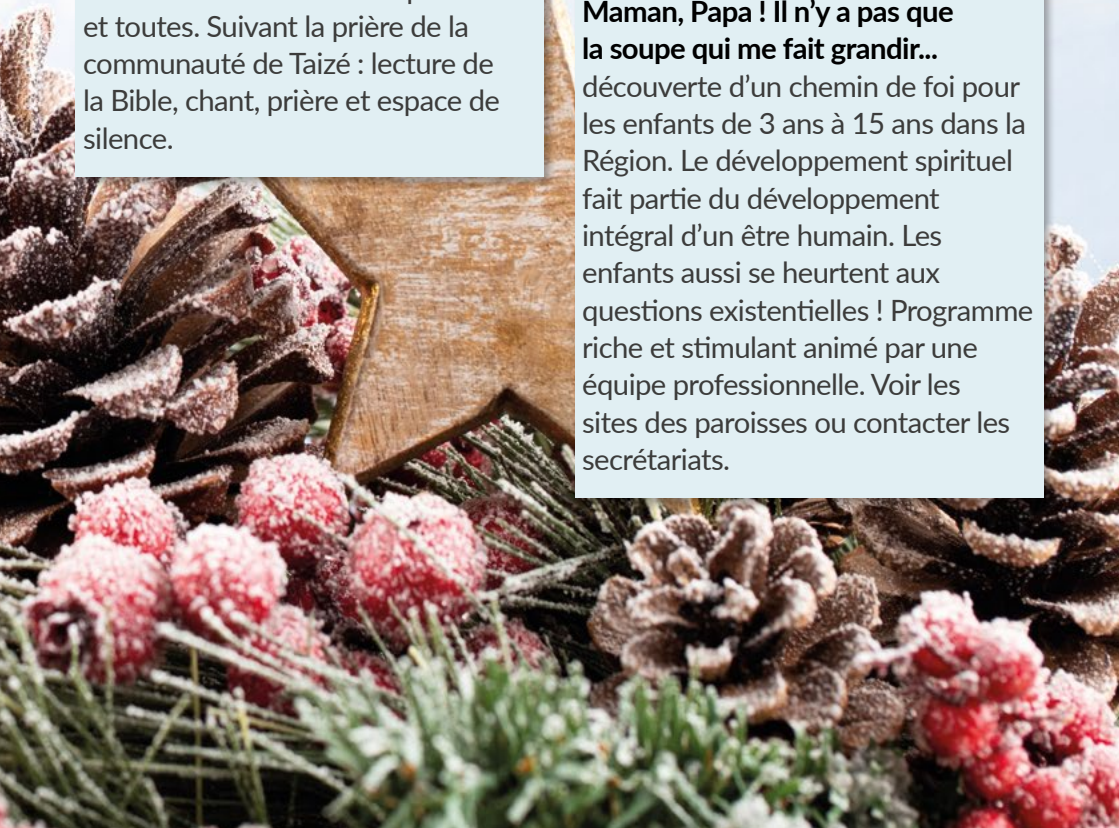 et toutes. Suivant la prière de la
communauté de Taizé : lecture de
la Bible, chant, prière et espace de
silence.
Maman, Papa ! Il n’y a pas que
la soupe qui me fait grandir...
découverte d’un chemin de foi pour
les enfants de 3 ans à 15 ans dans la
Région. Le développement spirituel
fait partie du développement
intégral d’un être humain. Les
enfants aussi se heurtent aux
questions existentielles ! Programme
riche et stimulant animé par une
équipe professionnelle. Voir les
sites des paroisses ou contacter les
secrétariats.